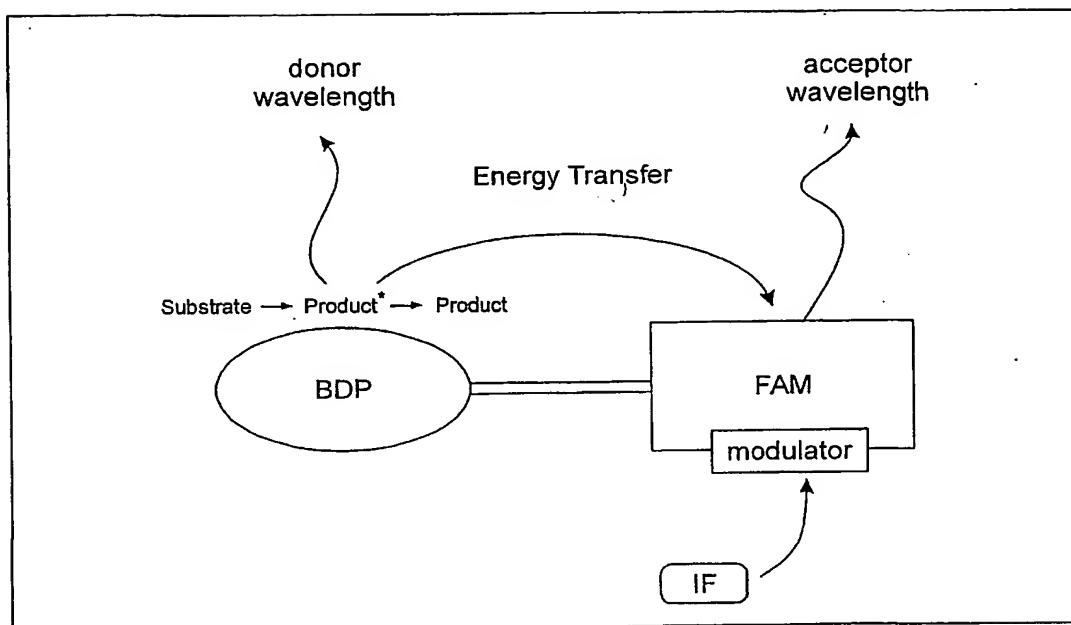 donor
wavelength
acceptor
wavelength
Energy Transfer
Substrate → Product* → Product
BDP
FAM
modulator
IF